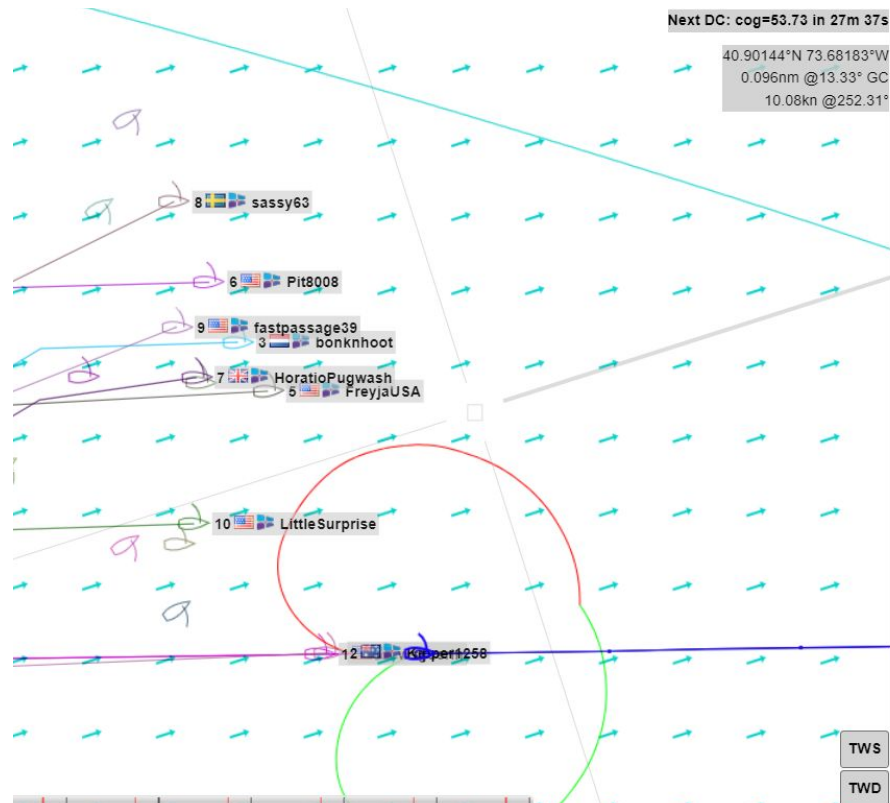 Next DC: cog=53.73 in 27m 37s
40.90144°N 73.68183°W
0.096nm @13.33° GC
10.08kn @252.31°
8 sassy63
6 Pit8008
9 fastpassage39
3 bonknhoot
7 HoratioPugwash
5 FreyjaUSA
10 LittleSurprise
12 Kipper1258
TWS
TWD